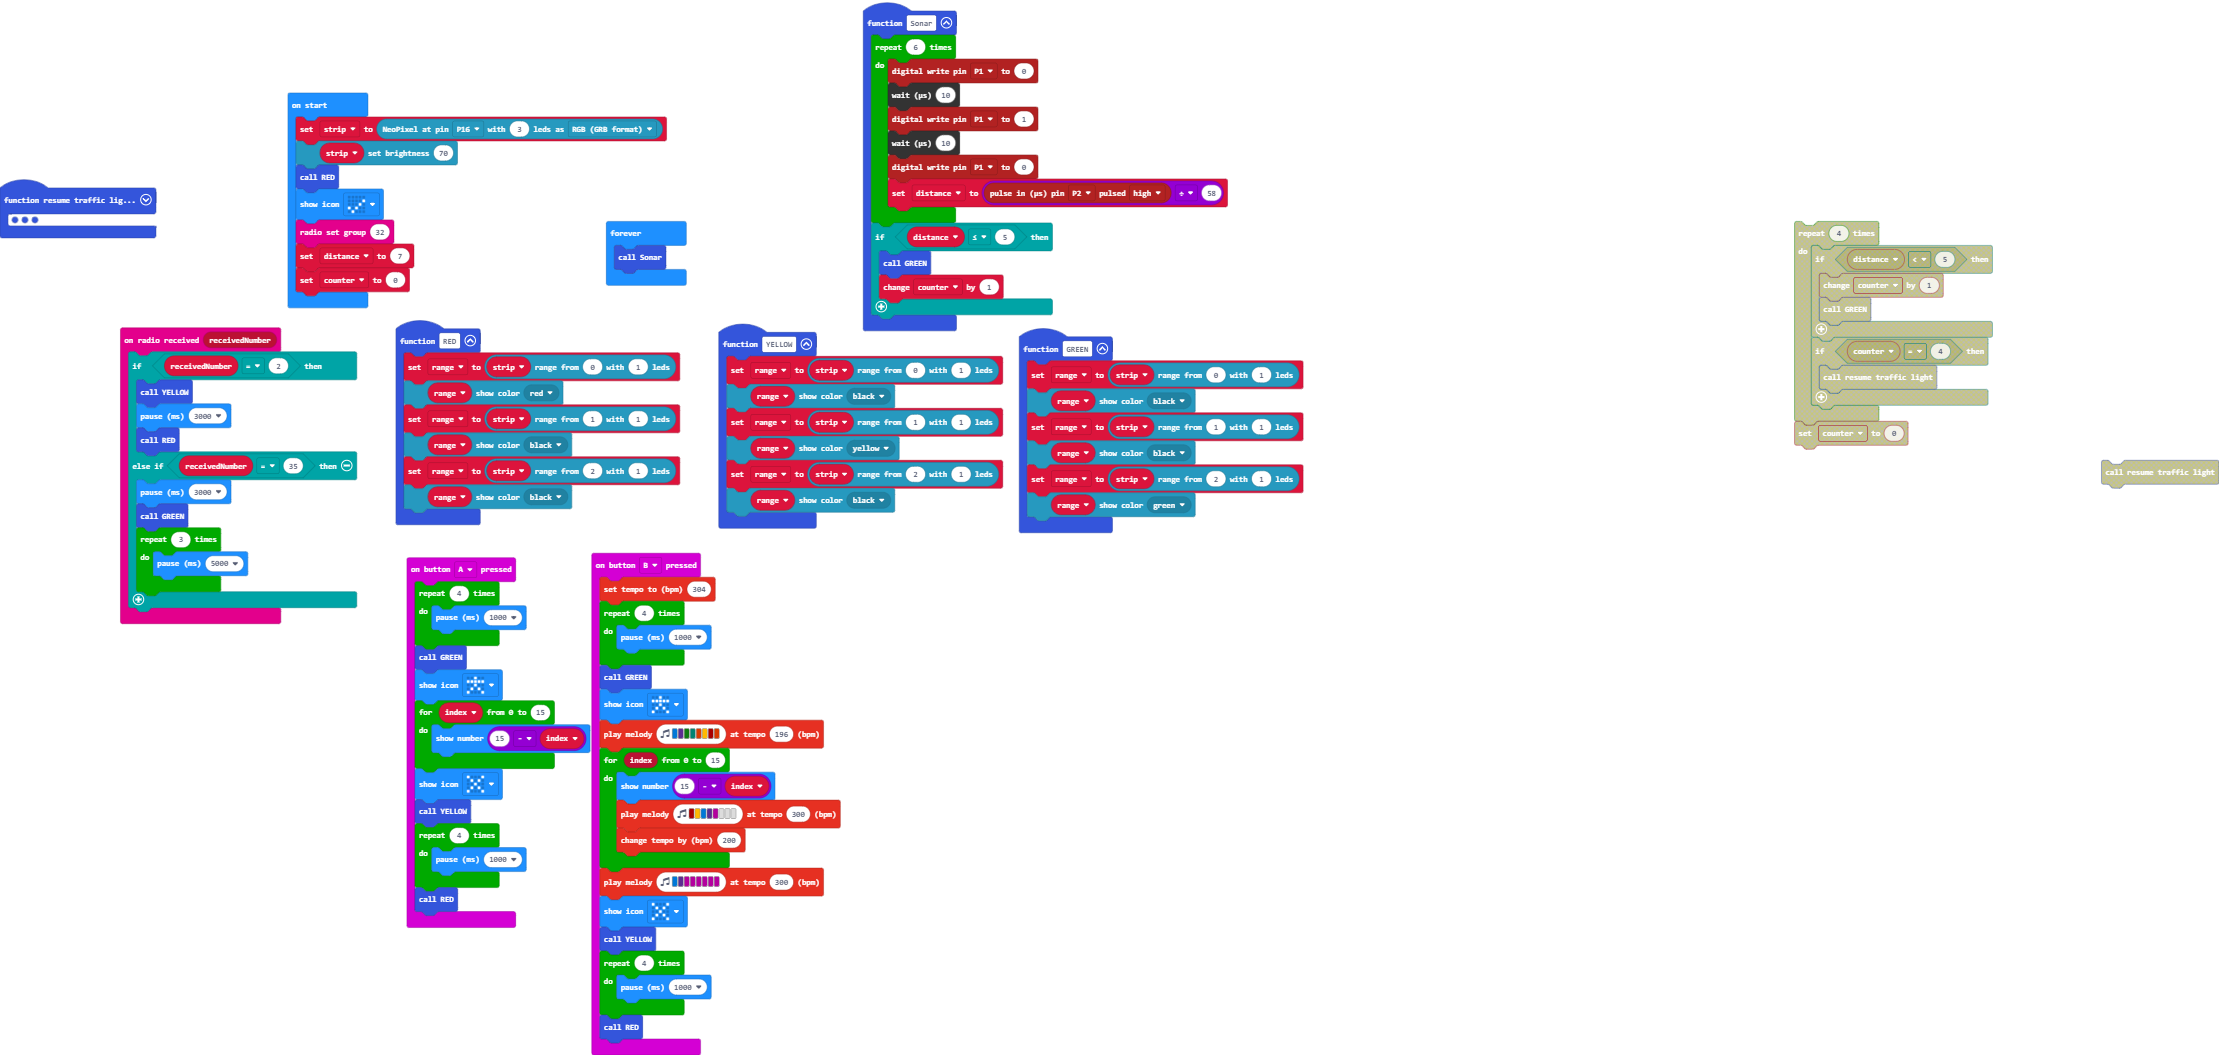 function resume traffic lig...
on start
set strip to NeoPixel at pin P16 with 3 leds as RGB (GRB format)
strip set brightness 70
call RED
show icon
radio set group 32
set distance to 7
set counter to 0
forever
call Sonar
function Sonar
repeat 6 times
do
digital write pin P1 to 0
wait (µs) 10
digital write pin P1 to 1
wait (µs) 10
digital write pin P1 to 0
set distance to pulse in (µs) pin P2 pulsed high ÷ 58
if distance ≤ 5 then
call GREEN
change counter by 1
repeat 4 times
do
if distance < 5 then
change counter by 1
call GREEN
if counter = 4 then
call resume traffic light
set counter to 0
call resume traffic light
on radio received receivedNumber
if receivedNumber = 2 then
call YELLOW
pause (ms) 3000
call RED
else if receivedNumber = 35 then
pause (ms) 3000
call GREEN
repeat 3 times
do
pause (ms) 5000
function RED
set range to strip range from 0 with 1 leds
range show color red
set range to strip range from 1 with 1 leds
range show color black
set range to strip range from 2 with 1 leds
range show color black
function YELLOW
set range to strip range from 0 with 1 leds
range show color black
set range to strip range from 1 with 1 leds
range show color yellow
set range to strip range from 2 with 1 leds
range show color black
function GREEN
set range to strip range from 0 with 1 leds
range show color black
set range to strip range from 1 with 1 leds
range show color black
set range to strip range from 2 with 1 leds
range show color green
on button A pressed
repeat 4 times
do
pause (ms) 1000
call GREEN
show icon
for index from 0 to 15
do
show number 15 - index
show icon
call YELLOW
repeat 4 times
do
pause (ms) 1000
call RED
on button B pressed
set tempo to (bpm) 304
repeat 4 times
do
pause (ms) 1000
call GREEN
show icon
play melody at tempo 196 (bpm)
for index from 0 to 15
do
show number 15 - index
play melody at tempo 300 (bpm)
change tempo by (bpm) 200
play melody at tempo 300 (bpm)
show icon
call YELLOW
repeat 4 times
do
pause (ms) 1000
call RED